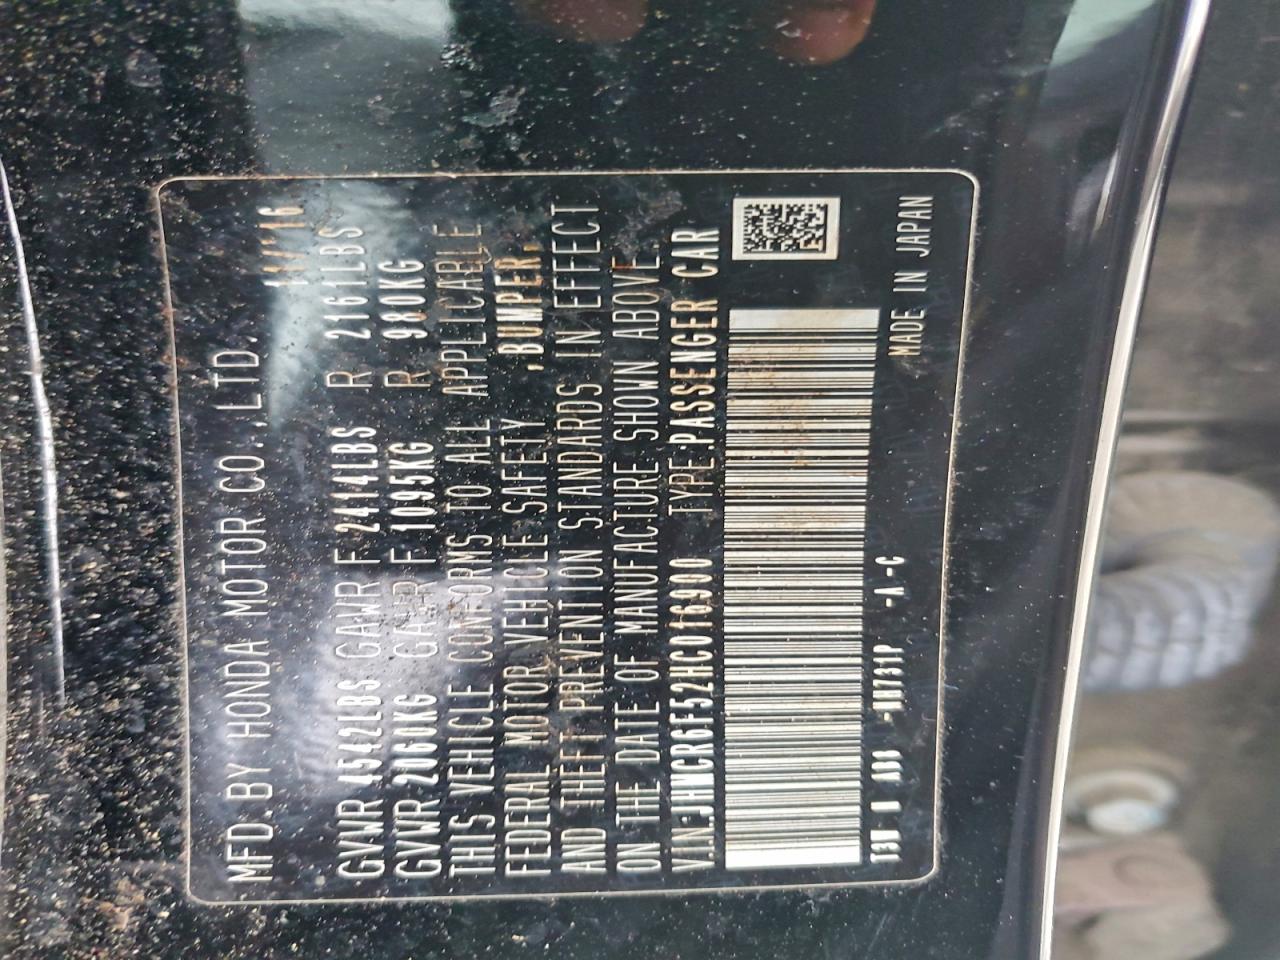 MFD. BY HONDA MOTOR CO.,LTD.
11/'16
GVWR 4542LBS GAWR F 2414LBS R 2161LBS
GVWR 2060KG GAWR F 1095KG R 980KG
THIS VEHICLE CONFORMS TO ALL APPLICABLE
FEDERAL MOTOR VEHICLE SAFETY ,BUMPER,
AND THEFT PREVENTION STANDARDS IN EFFECT
ON THE DATE OF MANUFACTURE SHOWN ABOVE.
V.I.N: TYPE:PASSENGER CAR
-A -C
MADE IN JAPAN